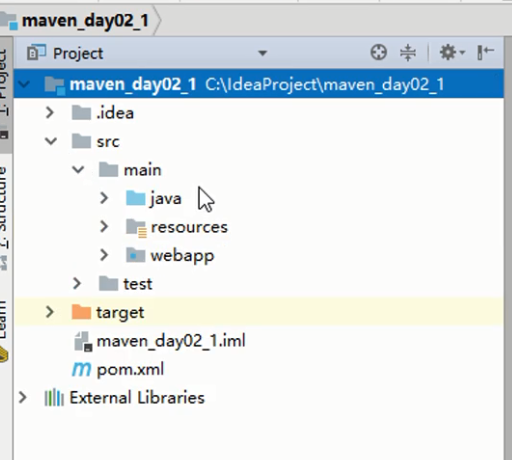 maven_day02_1
Project
1: Project
maven_day02_1 C:\IdeaProject\maven_day02_1
.idea
src
main
java
resources
webapp
test
target
maven_day02_1.iml
pom.xml
External Libraries
7: Structure
Learn